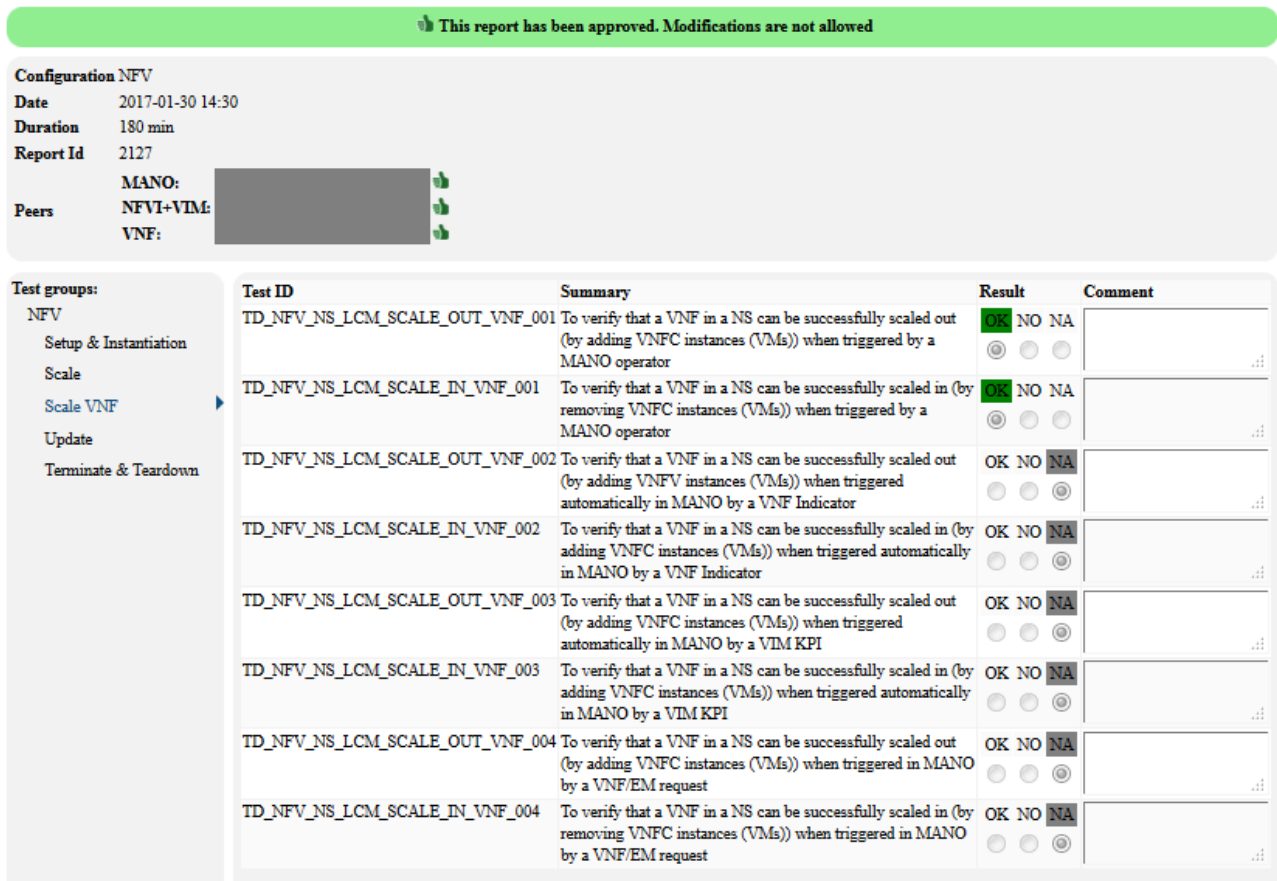 This report has been approved. Modifications are not allowed
Configuration NFV
Date 2017-01-30 14:30
Duration 180 min
Report Id 2127
Peers
MANO:
NFVI+VIM:
VNF:
Test groups:
NFV
Setup & Instantiation
Scale
Scale VNF
Update
Terminate & Teardown
Test ID Summary Result Comment
TD_NFV_NS_LCM_SCALE_OUT_VNF_001 To verify that a VNF in a NS can be successfully scaled out OK NO NA
(by adding VNFC instances (VMs)) when triggered by a
MANO operator
TD_NFV_NS_LCM_SCALE_IN_VNF_001 To verify that a VNF in a NS can be successfully scaled in (by OK NO NA
removing VNFC instances (VMs)) when triggered by a
MANO operator
TD_NFV_NS_LCM_SCALE_OUT_VNF_002 To verify that a VNF in a NS can be successfully scaled out OK NO NA
(by adding VNFV instances (VMs)) when triggered
automatically in MANO by a VNF Indicator
TD_NFV_NS_LCM_SCALE_IN_VNF_002 To verify that a VNF in a NS can be successfully scaled in (by OK NO NA
adding VNFC instances (VMs)) when triggered automatically
in MANO by a VNF Indicator
TD_NFV_NS_LCM_SCALE_OUT_VNF_003 To verify that a VNF in a NS can be successfully scaled out OK NO NA
(by adding VNFC instances (VMs)) when triggered
automatically in MANO by a VIM KPI
TD_NFV_NS_LCM_SCALE_IN_VNF_003 To verify that a VNF in a NS can be successfully scaled in (by OK NO NA
adding VNFC instances (VMs)) when triggered automatically
in MANO by a VIM KPI
TD_NFV_NS_LCM_SCALE_OUT_VNF_004 To verify that a VNF in a NS can be successfully scaled out OK NO NA
(by adding VNFC instances (VMs)) when triggered in MANO
by a VNF/EM request
TD_NFV_NS_LCM_SCALE_IN_VNF_004 To verify that a VNF in a NS can be successfully scaled in (by OK NO NA
removing VNFC instances (VMs)) when triggered in MANO
by a VNF/EM request